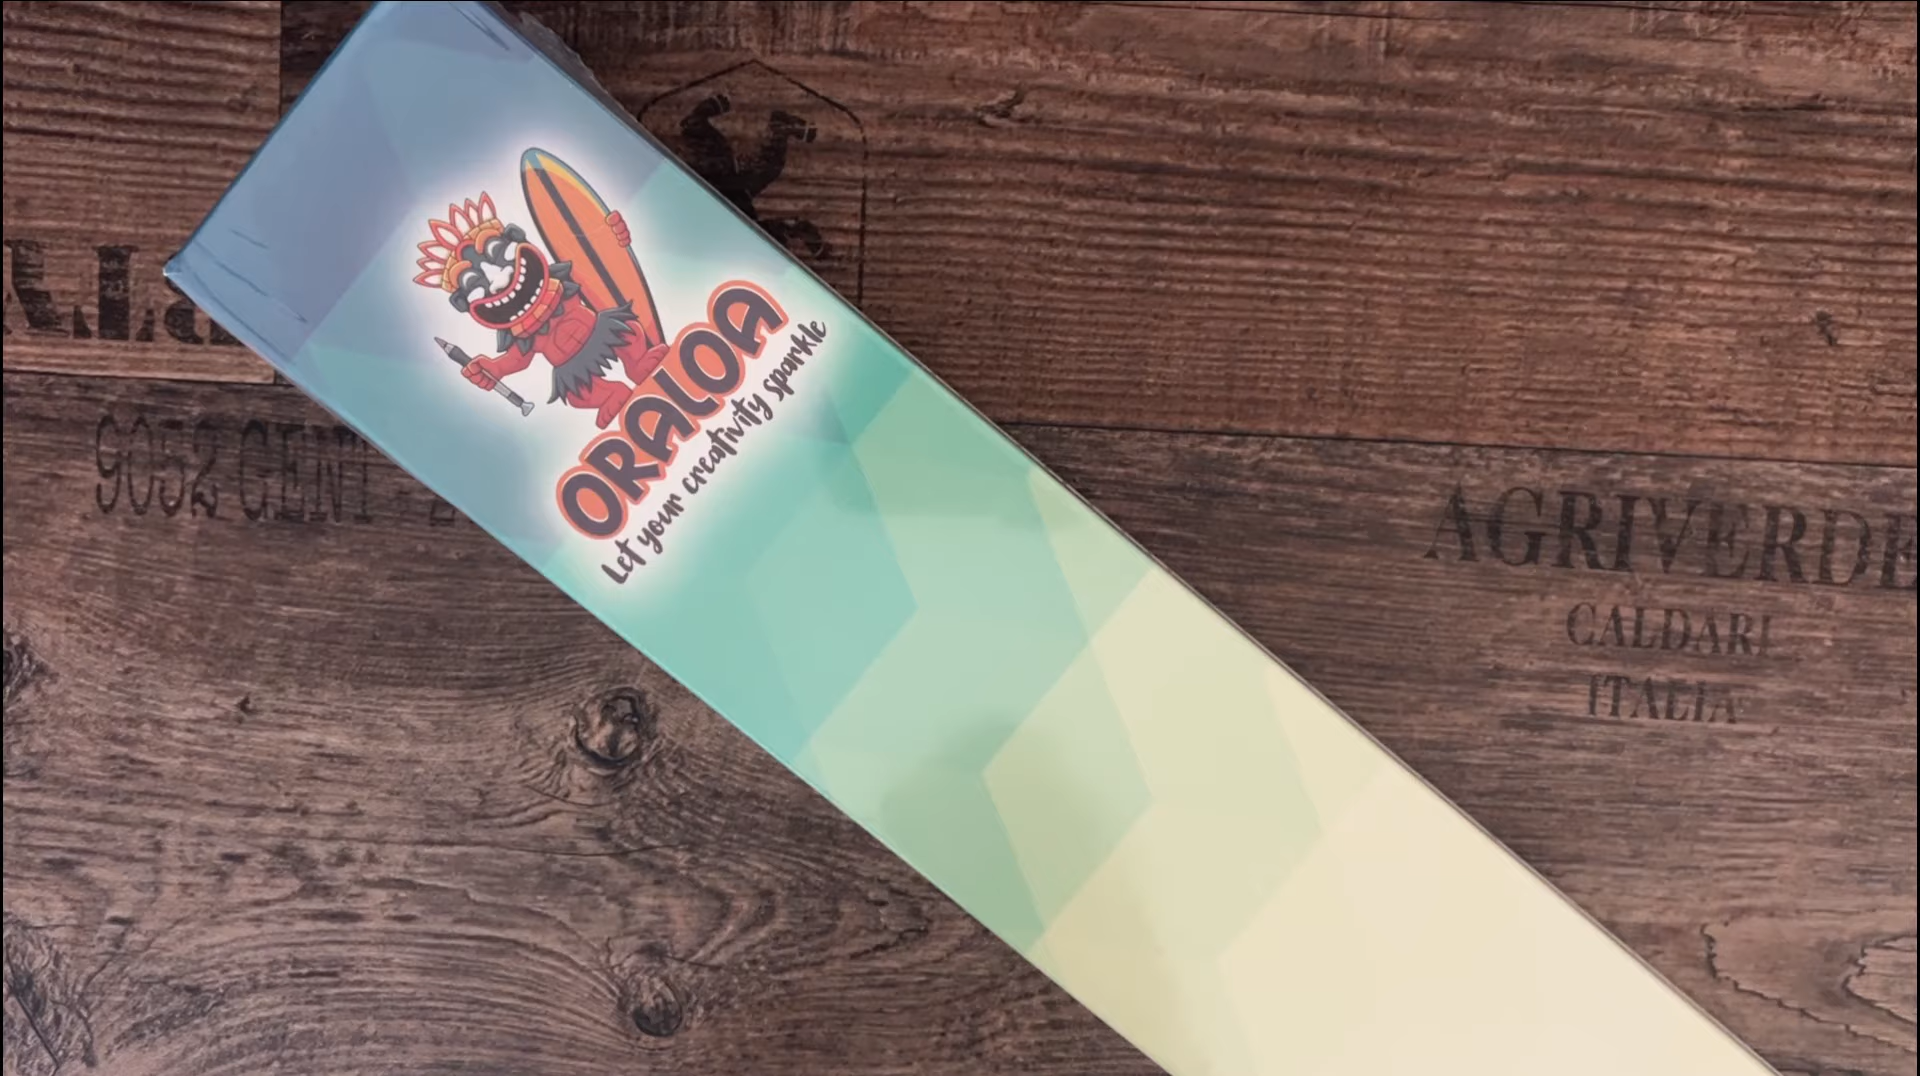 ORALOA
Let your creativity sparkle
9052 GENT
AGRIVERDE
CALDARI
ITALIA